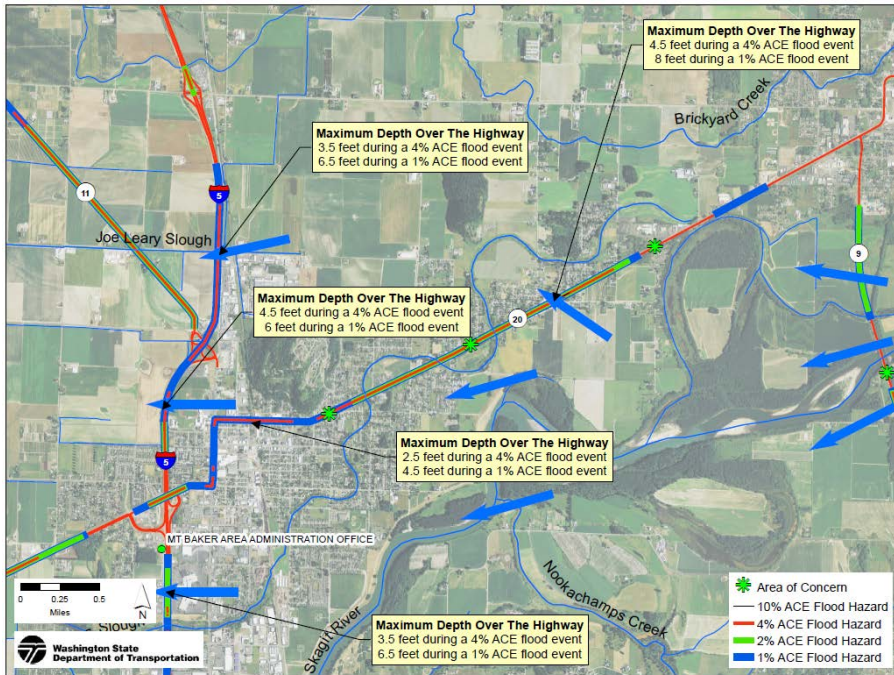 Maximum Depth Over The Highway
4.5 feet during a 4% ACE flood event
8 feet during a 1% ACE flood event
Brickyard Creek
Maximum Depth Over The Highway
3.5 feet during a 4% ACE flood event
6.5 feet during a 1% ACE flood event
11
5
Joe Leary Slough
9
Maximum Depth Over The Highway
4.5 feet during a 4% ACE flood event
6 feet during a 1% ACE flood event
20
5
Maximum Depth Over The Highway
2.5 feet during a 4% ACE flood event
4.5 feet during a 1% ACE flood event
MT BAKER AREA ADMINISTRATION OFFICE
0 0.25 0.5
Miles
N
Slough
Skagit River
Nookachamps Creek
Maximum Depth Over The Highway
3.5 feet during a 4% ACE flood event
6.5 feet during a 1% ACE flood event
Washington State
Department of Transportation
Area of Concern
10% ACE Flood Hazard
4% ACE Flood Hazard
2% ACE Flood Hazard
1% ACE Flood Hazard